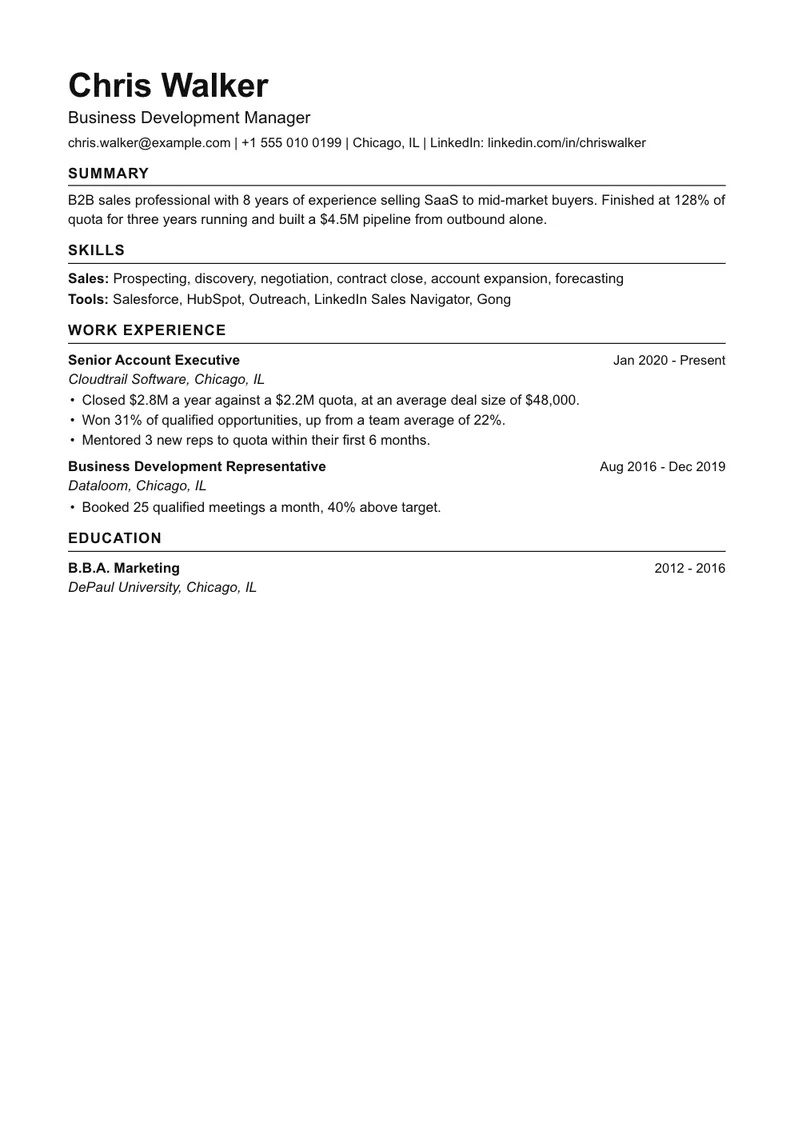 Chris Walker
Business Development Manager
chris.walker@example.com | +1 555 010 0199 | Chicago, IL | LinkedIn: linkedin.com/in/chriswalker
SUMMARY
B2B sales professional with 8 years of experience selling SaaS to mid-market buyers. Finished at 128% of
quota for three years running and built a $4.5M pipeline from outbound alone.
SKILLS
Sales: Prospecting, discovery, negotiation, contract close, account expansion, forecasting
Tools: Salesforce, HubSpot, Outreach, LinkedIn Sales Navigator, Gong
WORK EXPERIENCE
Senior Account Executive Jan 2020 - Present
Cloudtrail Software, Chicago, IL
• Closed $2.8M a year against a $2.2M quota, at an average deal size of $48,000.
• Won 31% of qualified opportunities, up from a team average of 22%.
• Mentored 3 new reps to quota within their first 6 months.
Business Development Representative Aug 2016 - Dec 2019
Dataloom, Chicago, IL
• Booked 25 qualified meetings a month, 40% above target.
EDUCATION
B.B.A. Marketing 2012 - 2016
DePaul University, Chicago, IL